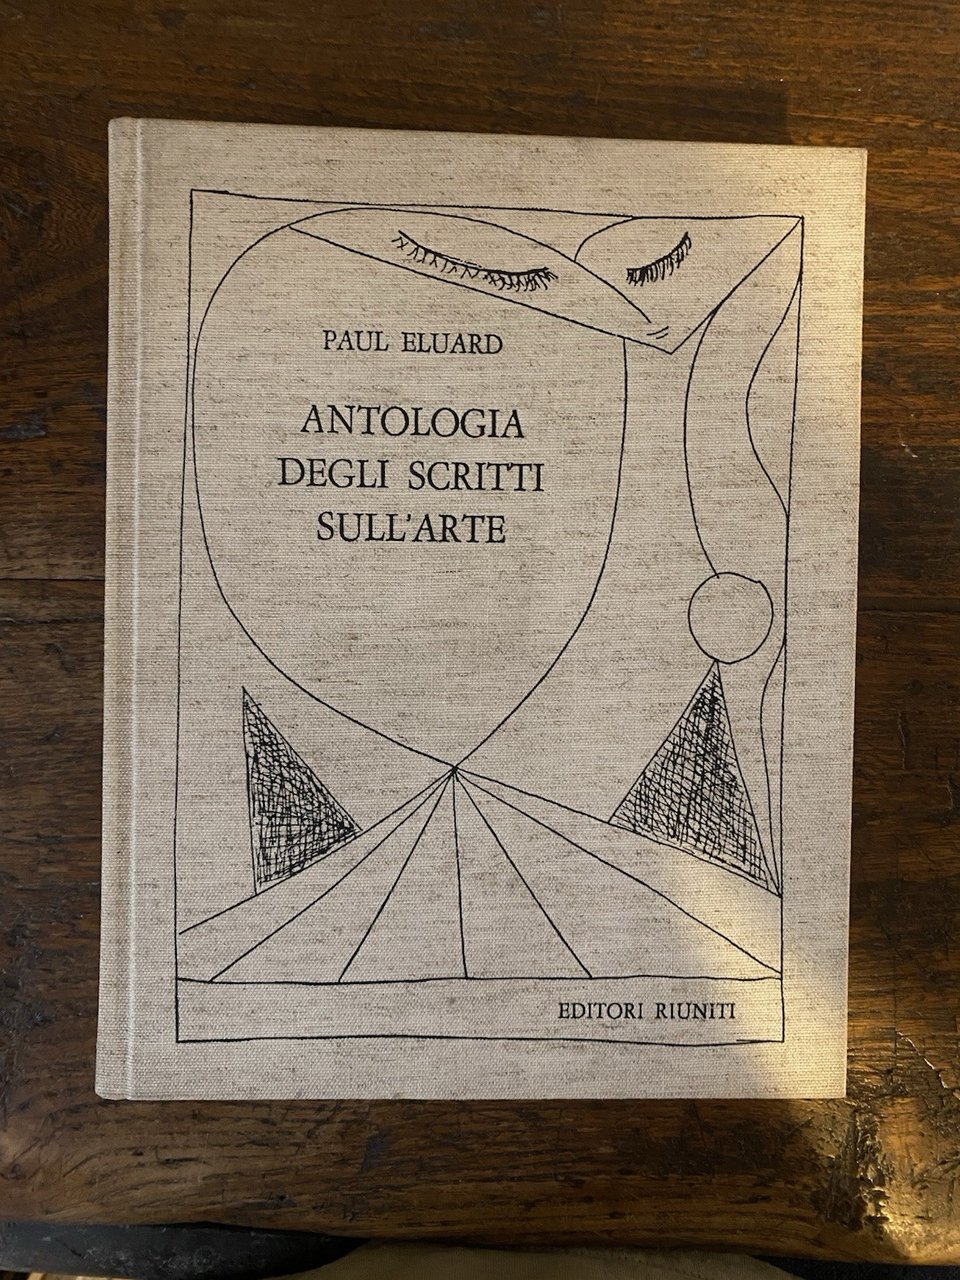 PAUL ELUARD
ANTOLOGIA
DEGLI SCRITTI
SULL'ARTE
EDITORI RIUNITI